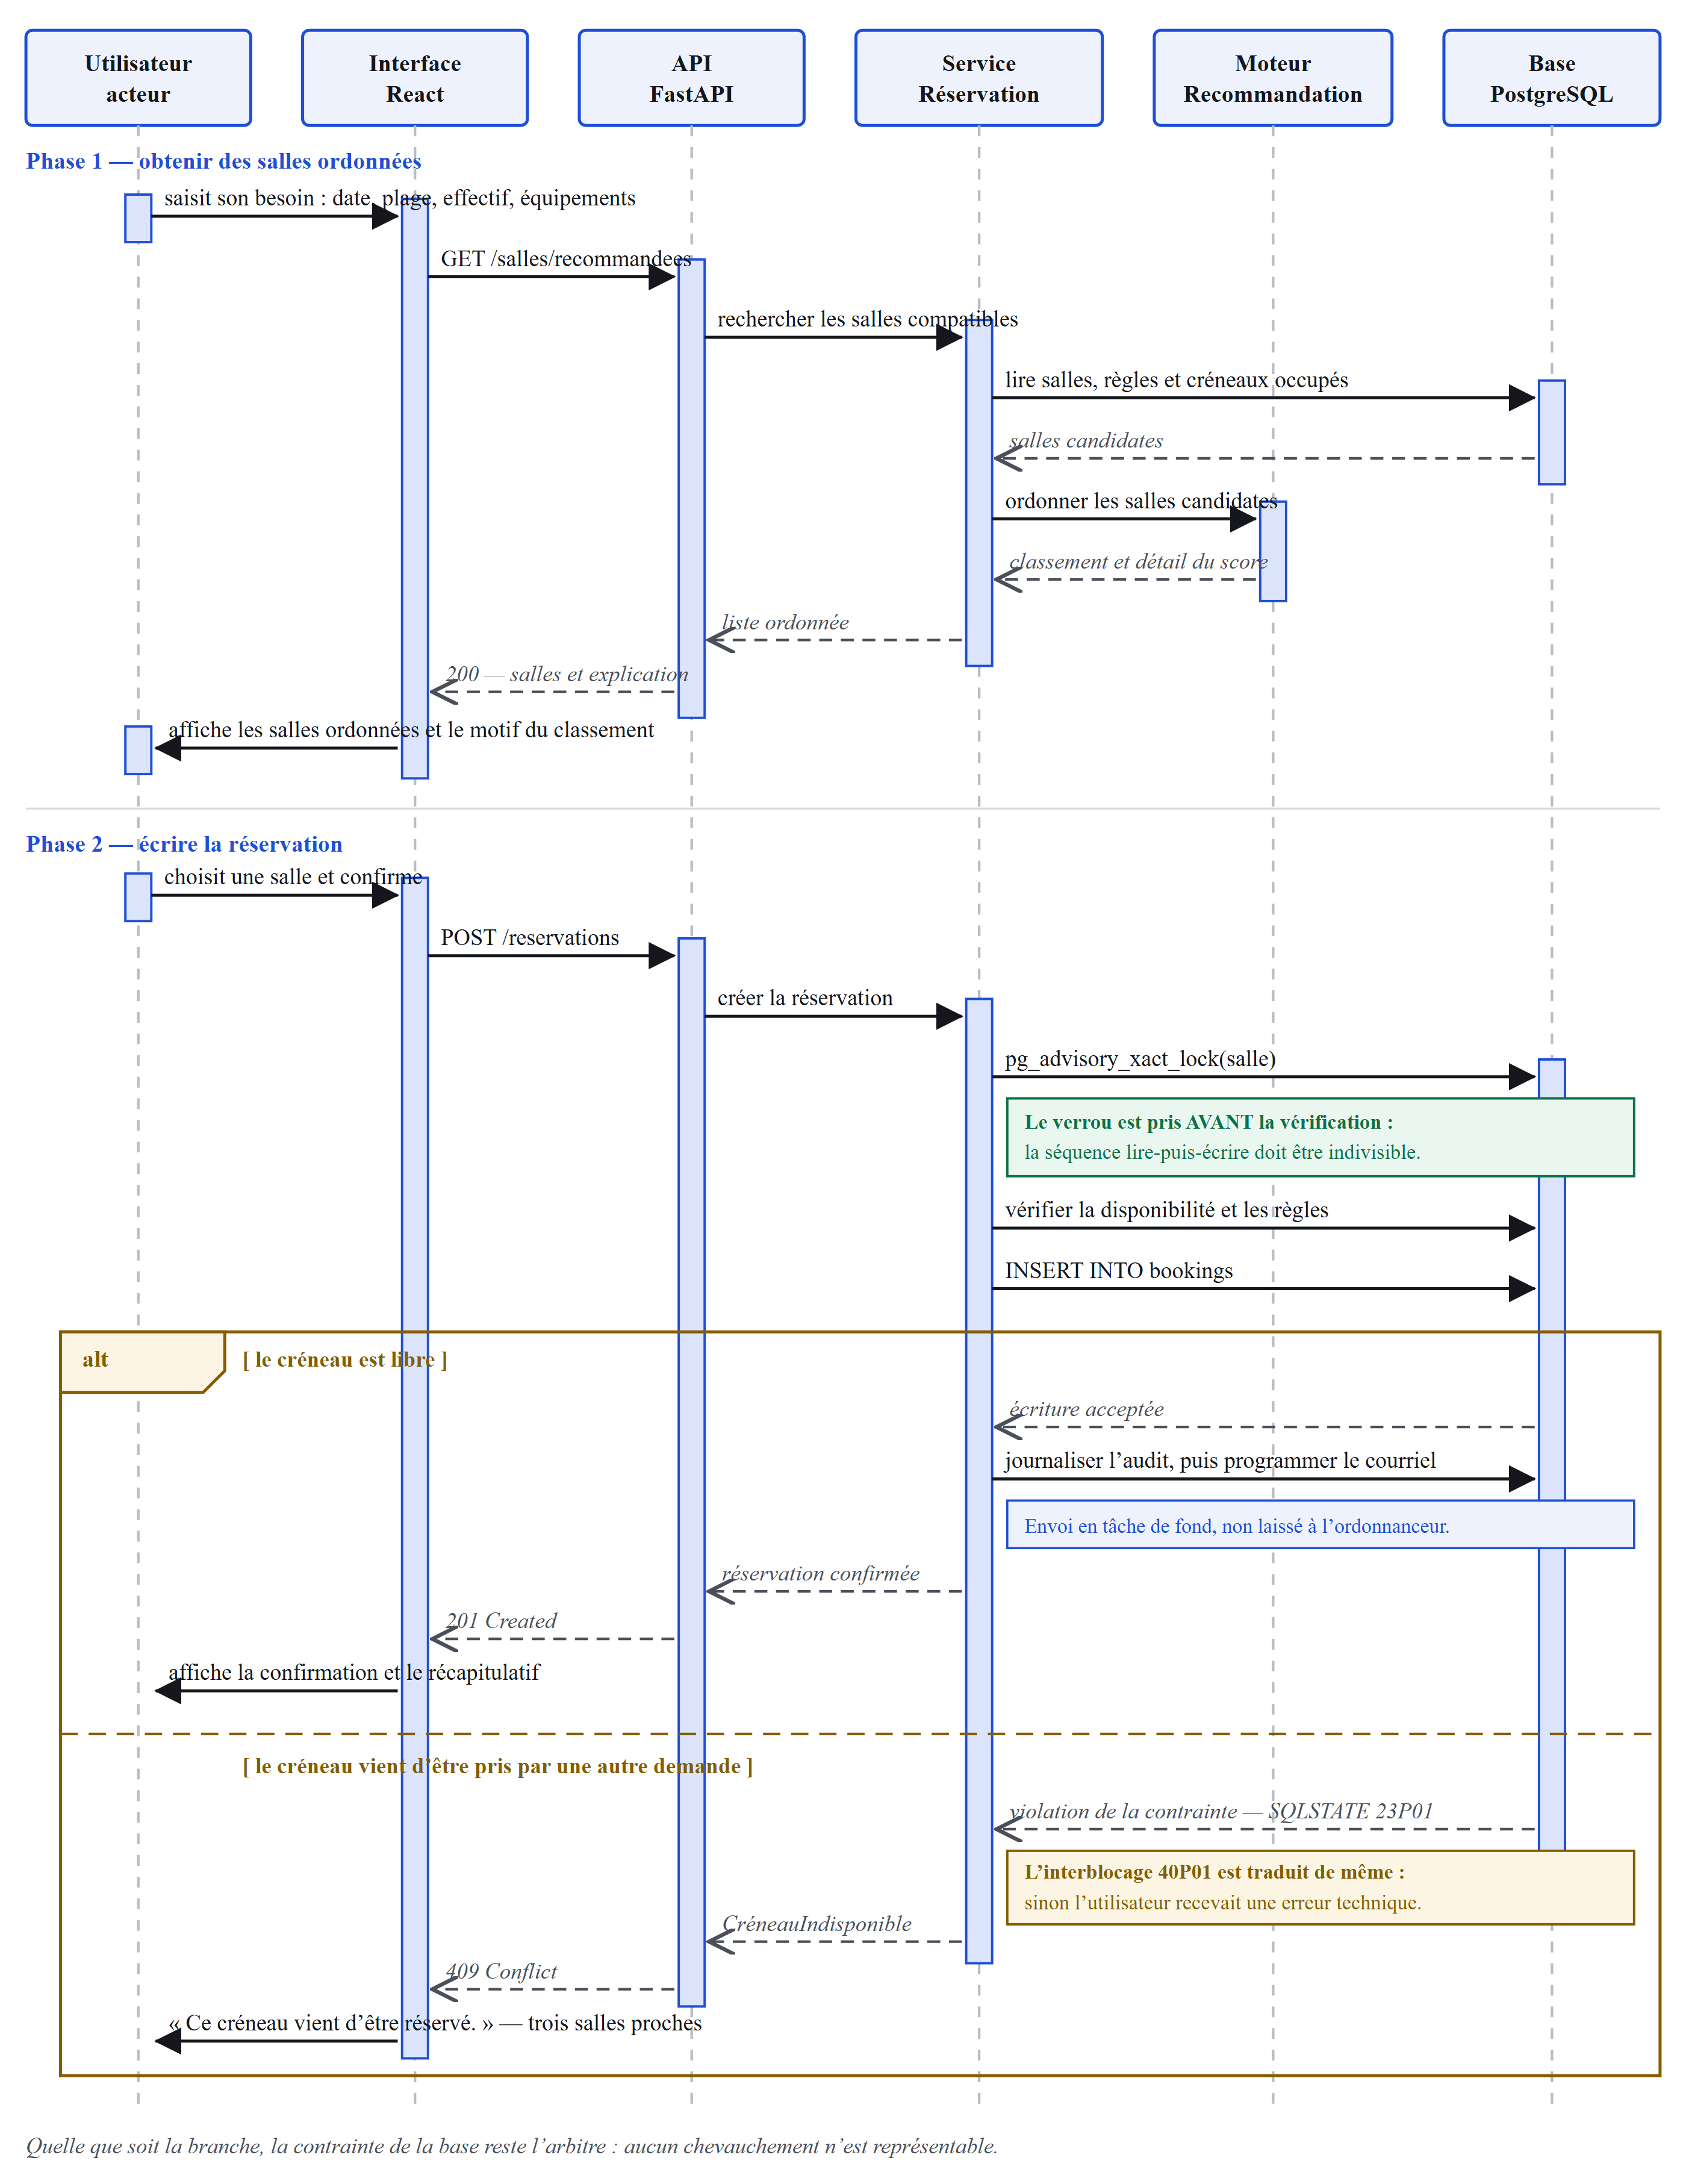 Utilisateur
acteur
Interface
React
API
FastAPI
Service
Réservation
Moteur
Recommandation
Base
PostgreSQL
Phase 1 — obtenir des salles ordonnées
saisit son besoin : date, plage, effectif, équipements
GET /salles/recommandees
rechercher les salles compatibles
lire salles, règles et créneaux occupés
salles candidates
ordonner les salles candidates
classement et détail du score
liste ordonnée
200 — salles et explication
affiche les salles ordonnées et le motif du classement
Phase 2 — écrire la réservation
choisit une salle et confirme
POST /reservations
créer la réservation
pg_advisory_xact_lock(salle)
Le verrou est pris AVANT la vérification :
la séquence lire-puis-écrire doit être indivisible.
vérifier la disponibilité et les règles
INSERT INTO bookings
alt
[ le créneau est libre ]
écriture acceptée
journaliser l’audit, puis programmer le courriel
Envoi en tâche de fond, non laissé à l’ordonnanceur.
réservation confirmée
201 Created
affiche la confirmation et le récapitulatif
[ le créneau vient d’être pris par une autre demande ]
violation de la contrainte — SQLSTATE 23P01
L’interblocage 40P01 est traduit de même :
sinon l’utilisateur recevait une erreur technique.
CréneauIndisponible
409 Conflict
« Ce créneau vient d’être réservé. » — trois salles proches
Quelle que soit la branche, la contrainte de la base reste l’arbitre : aucun chevauchement n’est représentable.